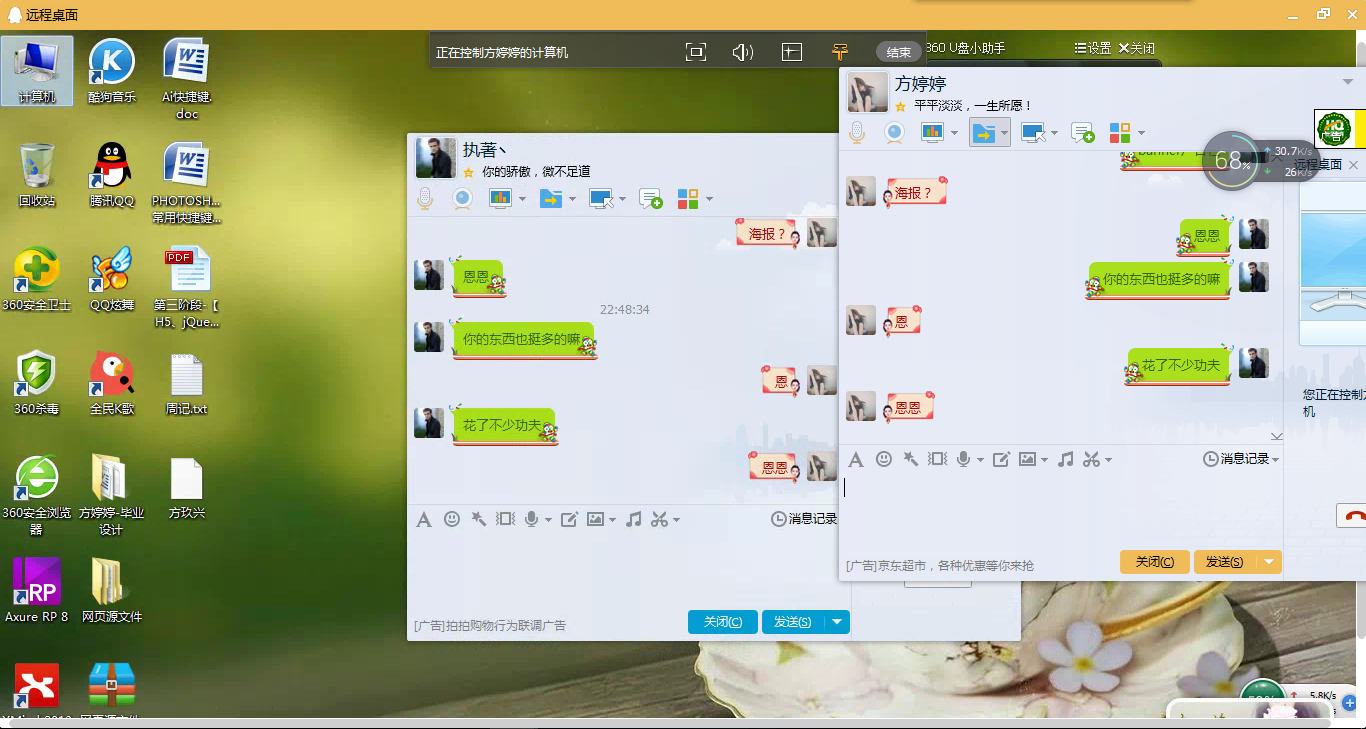 远程桌面
计算机
酷狗音乐
Ai快捷键.
doc
回收站
腾讯QQ
PHOTOSH...
常用快捷键...
360安全卫士
QQ炫舞
PDF
第三阶段-【
H5、jQue...
360杀毒
全民K歌
周记.txt
360安全浏览
器
方婷婷-毕业
设计
方玖兴
RP
Axure RP 8
网页源文件
正在控制方婷婷的计算机
结束
360 U盘小助手
设置
关闭
执著丶
你的骄傲，微不足道
海报？
恩恩
22:48:34
你的东西也挺多的嘛
恩
花了不少功夫
恩恩
消息记录
[广告]拍拍购物行为联调广告
关闭(C)
发送(S)
方婷婷
平平淡淡，一生所愿！
海报？
恩恩
你的东西也挺多的嘛
恩
花了不少功夫
恩恩
消息记录
[广告]京东超市，各种优惠等你来抢
关闭(C)
发送(S)
68%
30.7K/s
26K/s
远程桌面
您正在控制方
机
5.8K/s